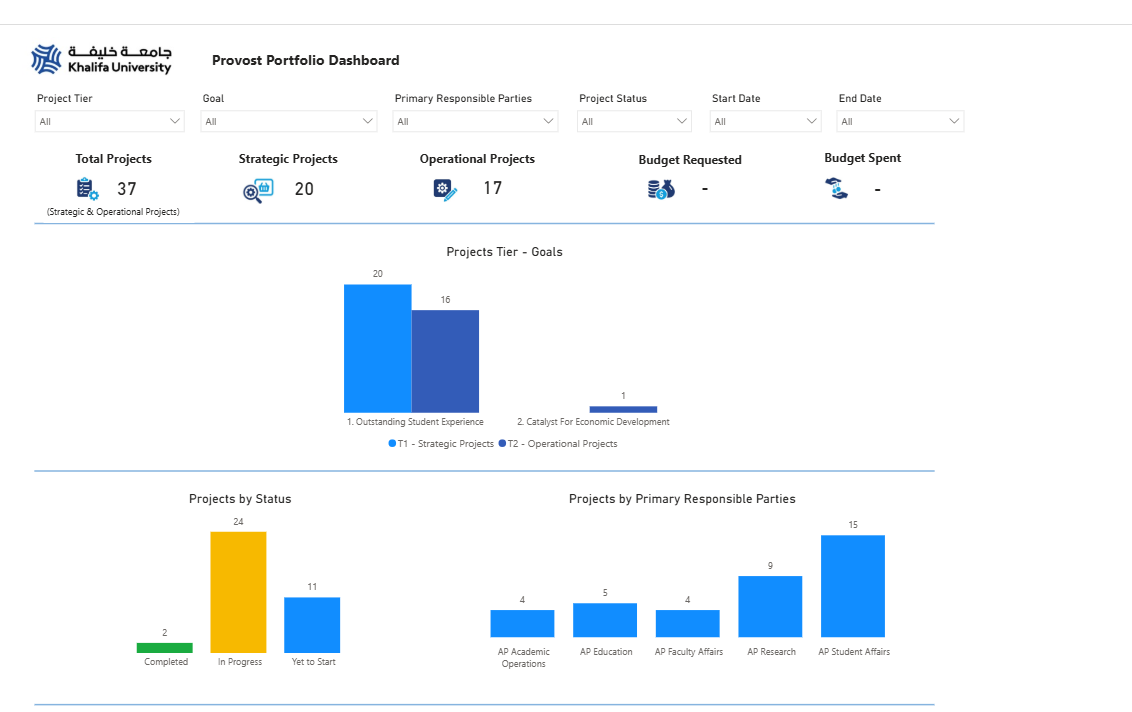 جامعـة خليفـة
Khalifa University
Provost Portfolio Dashboard
Project Tier
Goal
Primary Responsible Parties
Project Status
Start Date
End Date
All
All
All
All
All
All
Total Projects
Strategic Projects
Operational Projects
Budget Requested
Budget Spent
37
20
17
-
-
(Strategic & Operational Projects)
Projects Tier - Goals
20
16
1
1. Outstanding Student Experience
2. Catalyst For Economic Development
T1 - Strategic Projects
T2 - Operational Projects
Projects by Status
24
11
2
Completed
In Progress
Yet to Start
Projects by Primary Responsible Parties
15
9
5
4
4
AP Academic
Operations
AP Education
AP Faculty Affairs
AP Research
AP Student Affairs